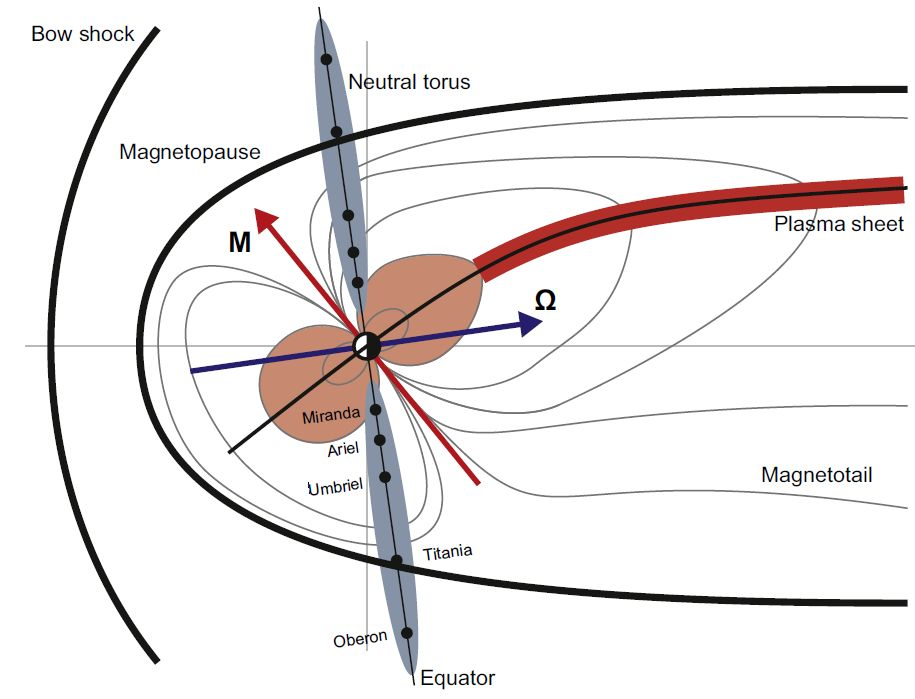 Bow shock
Neutral torus
Magnetopause
Plasma sheet
M
Ω
Miranda
Ariel
Umbriel
Magnetotail
Titania
Oberon
Equator